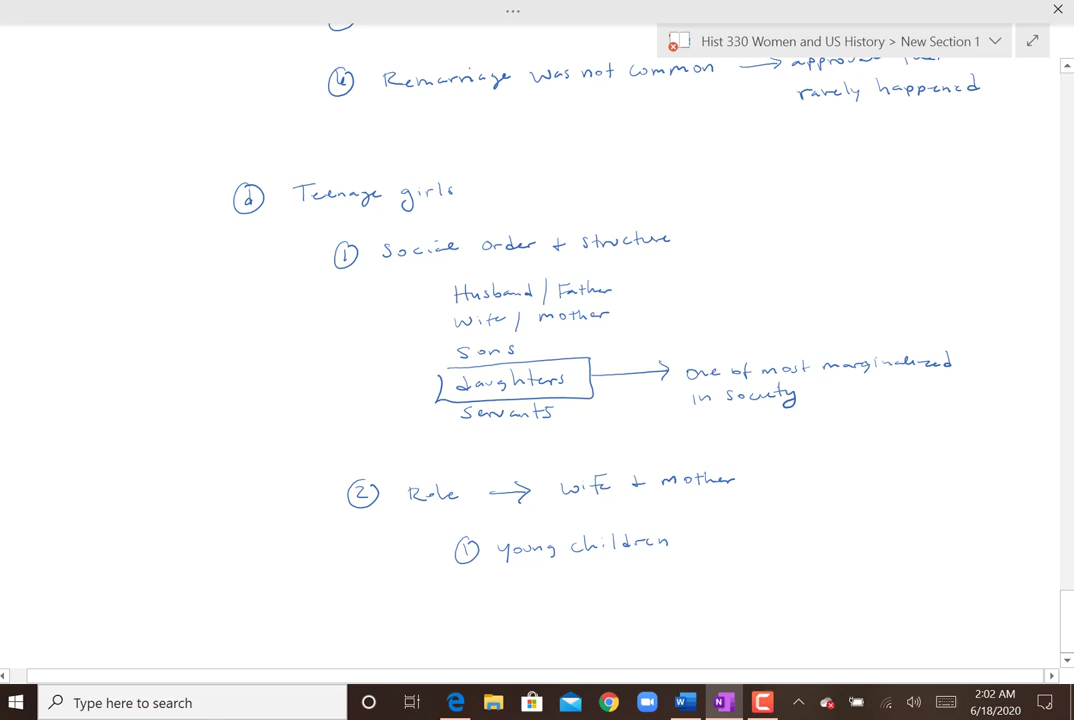 Hist 330 Women and US History > New Section 1
Remarriage was not common → approval
rarely happened
d Teenage girls
1 Social order + structure
Husband / Father
Wife / mother
Sons
daughters → one of most marginalized
in society
servants
2 Role → Wife + mother
1 young children
Type here to search
2:02 AM
6/18/2020